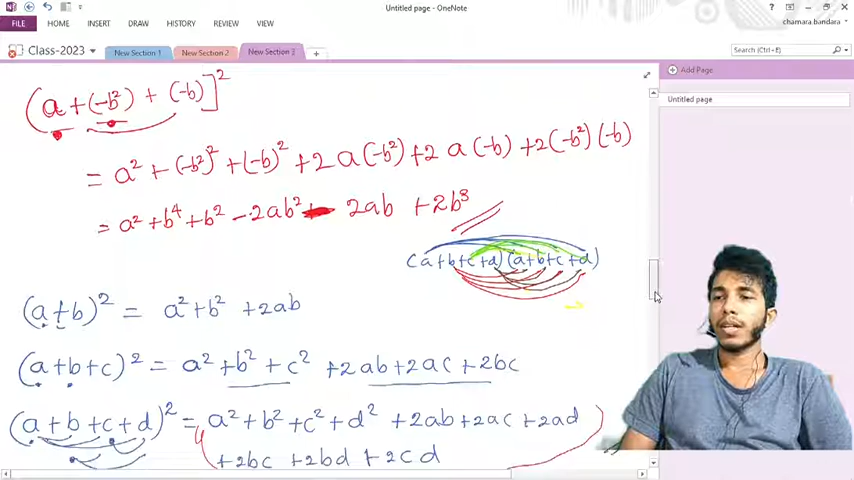 Untitled page - OneNote
FILE HOME INSERT DRAW HISTORY REVIEW VIEW
chamara.bandara
Class-2023 New Section 1 New Section 2 New Section 3 +
Search (Ctrl+E)
Add Page
Untitled page
(a + (-b²) + (-b)]²
= a² + (-b²)² + (-b)² + 2a(-b²) + 2a(-b) + 2(-b²)(-b)
= a² + b⁴ + b² - 2ab² - 2ab + 2b³
(a+b+c+d)(a+b+c+d)
(a+b)² = a² + b² + 2ab
(a+b+c)² = a² + b² + c² + 2ab + 2ac + 2bc
(a+b+c+d)² = a² + b² + c² + d² + 2ab + 2ac + 2ad
+2bc +2bd +2cd